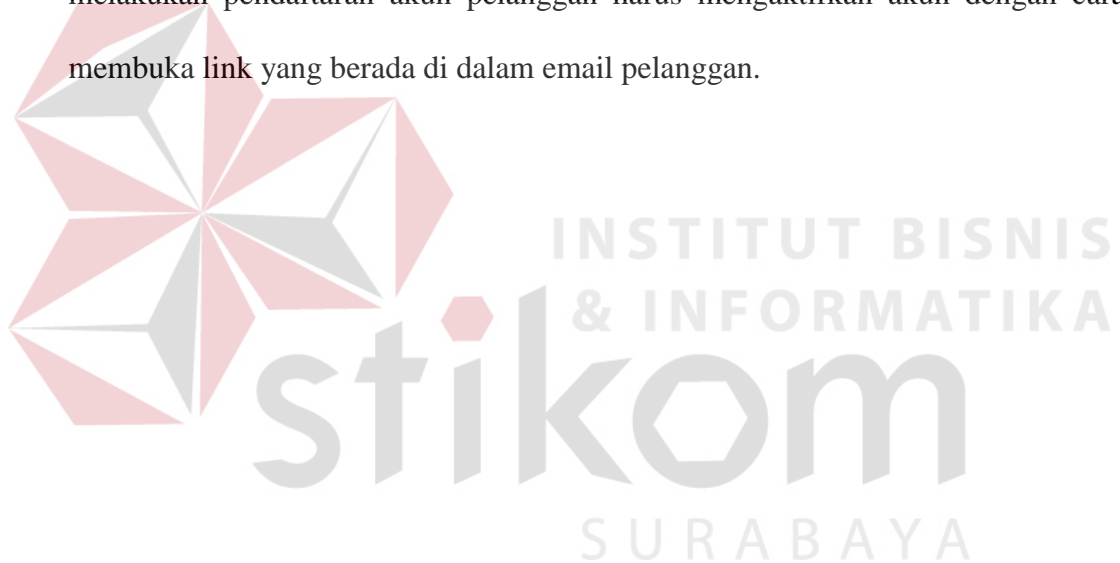 melakukan pendaftaran akun pelanggan harus mengaktifkan akun dengan cara
membuka link yang berada di dalam email pelanggan.
INSTITUT BISNIS
& INFORMATIKA
stikom
SURABAYA